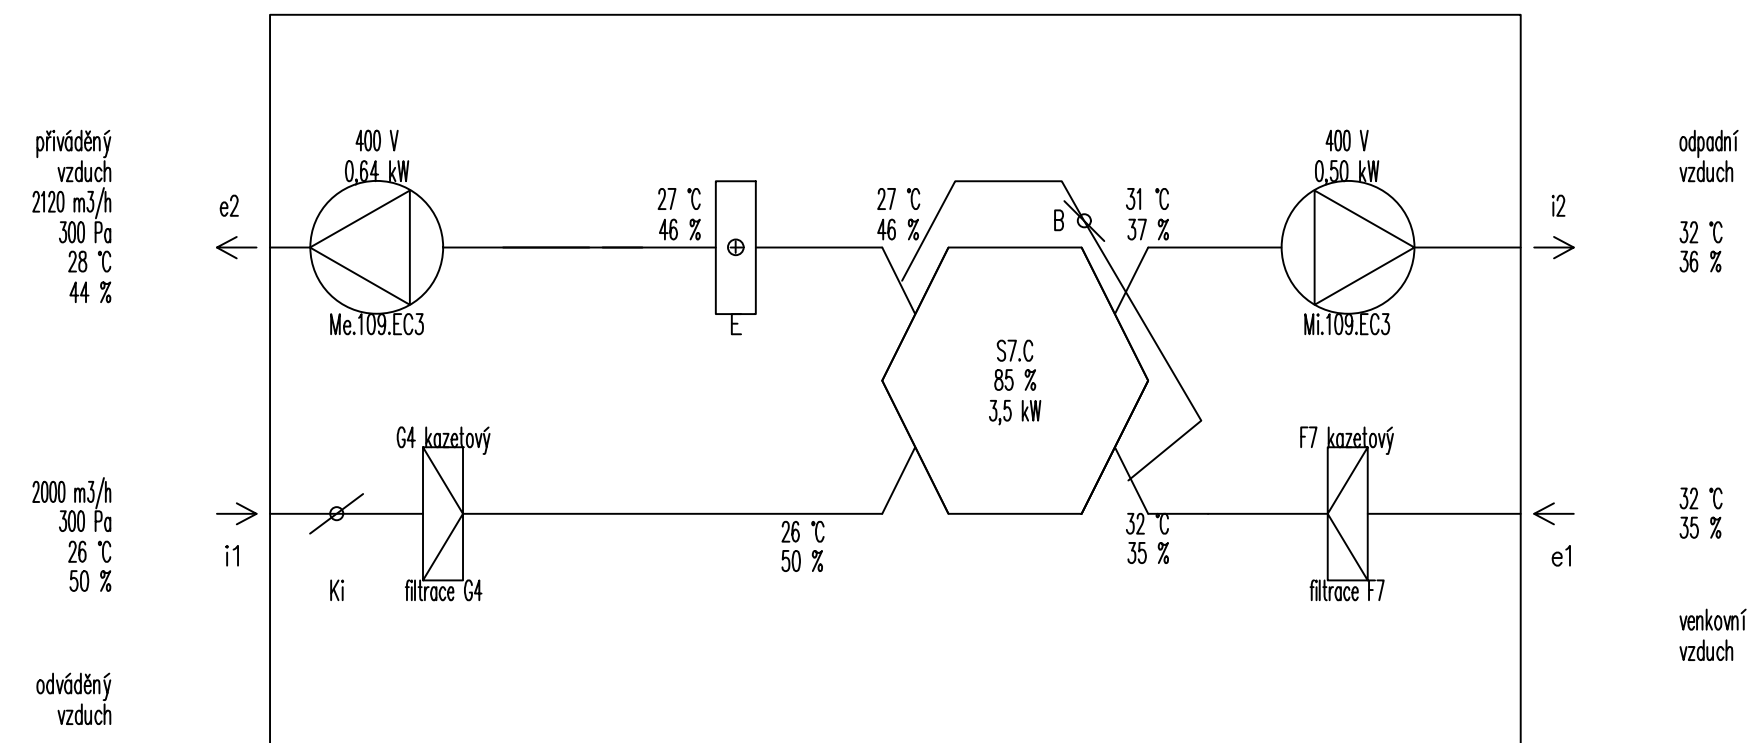 přiváděný
vzduch
2120 m3/h
300 Pa
28 °C
44 %
e2
400 V
0,64 kW
Me.109.EC3
27 °C
46 %
E
27 °C
46 %
B
31 °C
37 %
400 V
0,50 kW
Mi.109.EC3
i2
odpadní
vzduch
32 °C
36 %
S7.C
85 %
3,5 kW
2000 m3/h
300 Pa
26 °C
50 %
i1
Ki
G4 kazetový
filtrace G4
26 °C
50 %
32 °C
35 %
F7 kazetový
filtrace F7
e1
32 °C
35 %
venkovní
vzduch
odváděný
vzduch